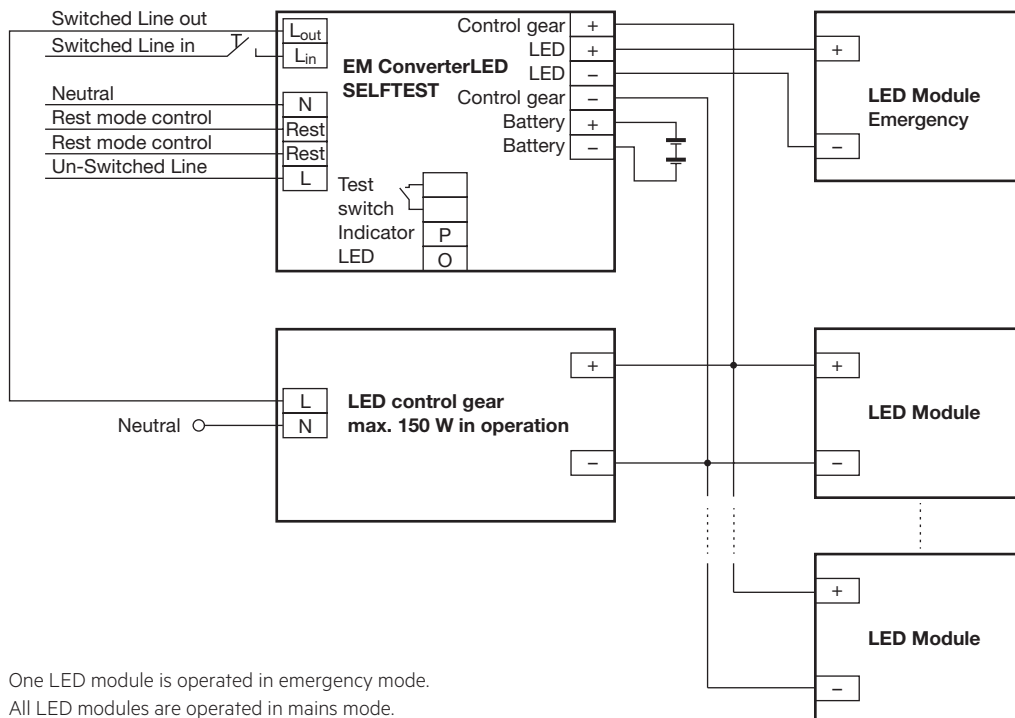 Switched Line out
Switched Line in
Neutral
Rest mode control
Rest mode control
Un-Switched Line
Lout
Lin
N
Rest
Rest
L
EM ConverterLED
SELFTEST
Test
switch
Indicator P
LED O
Control gear +
LED +
LED –
Control gear –
Battery +
Battery –
+
–
LED Module
Emergency
Neutral
L
N
LED control gear
max. 150 W in operation
+
–
+
–
LED Module
+
–
LED Module
One LED module is operated in emergency mode.
All LED modules are operated in mains mode.